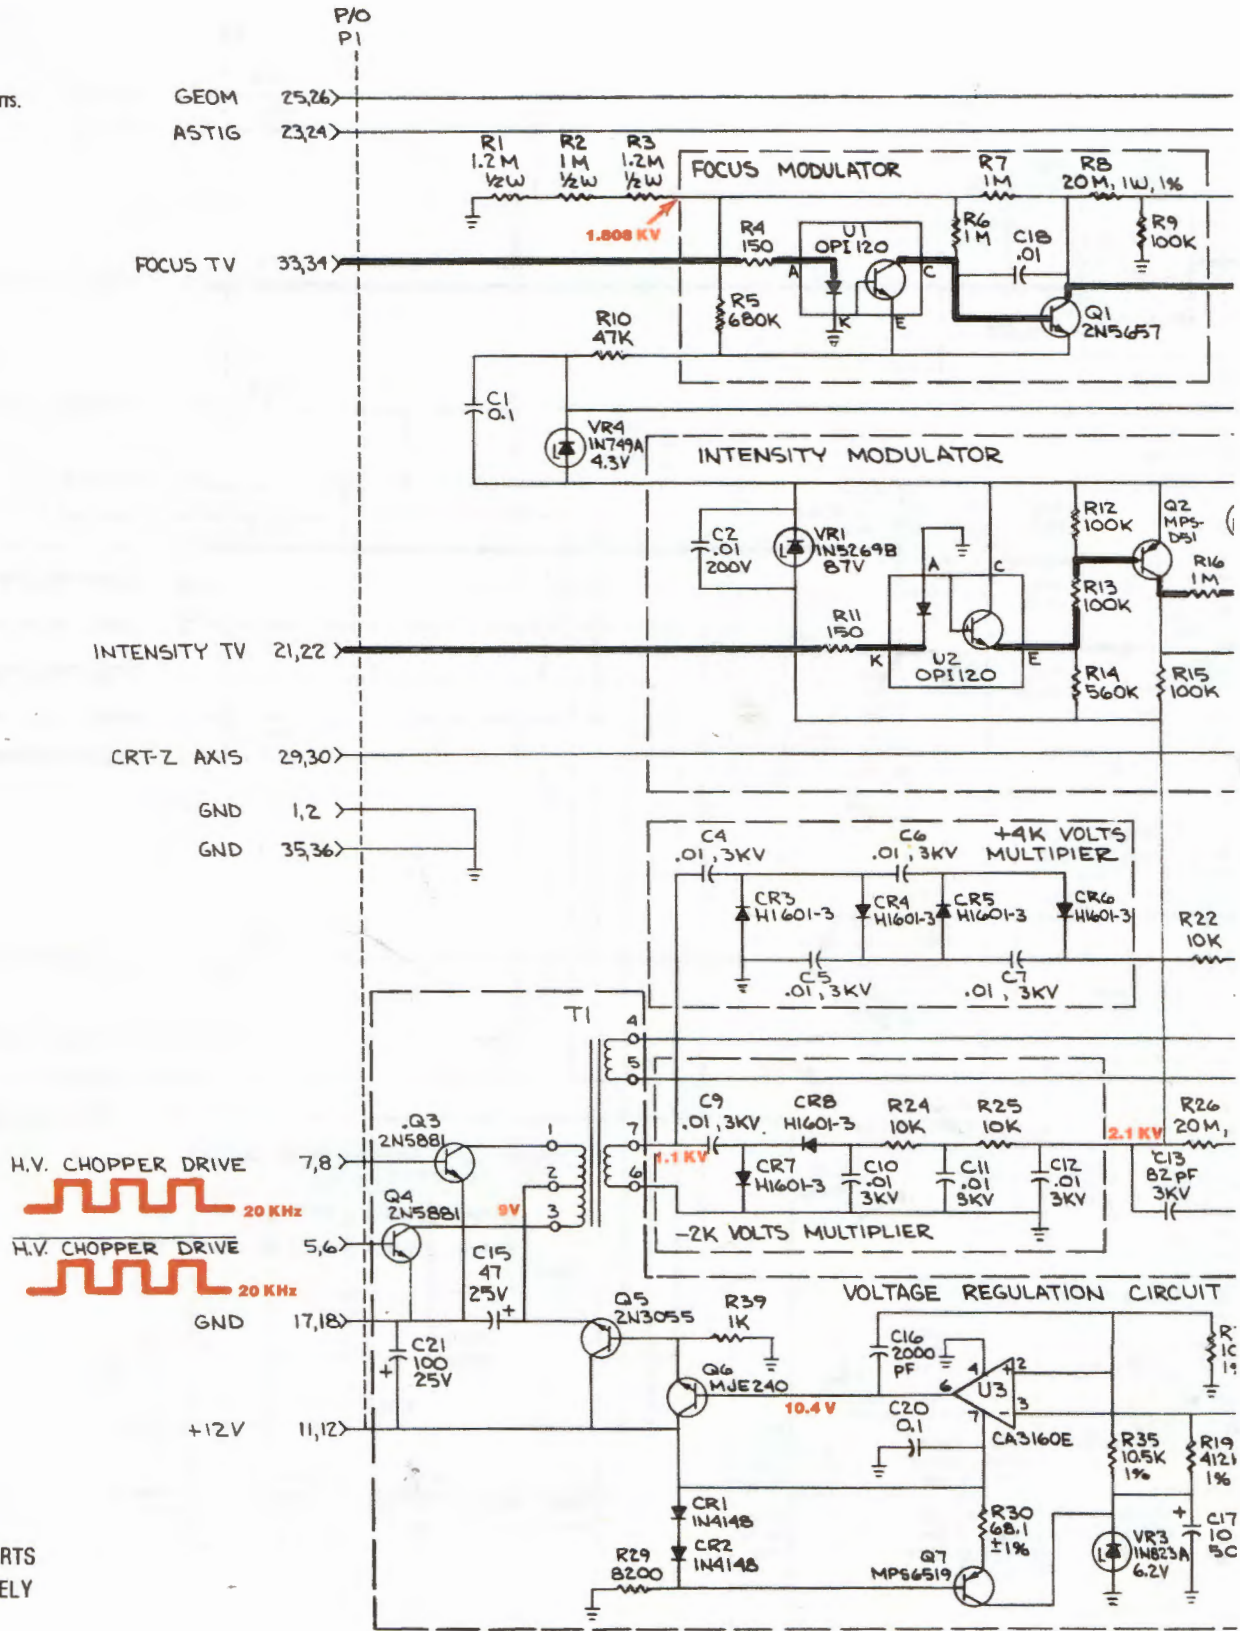 P/O
P1
TTS.
GEOM 25,26
ASTIG 23,24
R1
1.2 M
½W
R2
1 M
½W
R3
1.2M
½W
1.808 KV
FOCUS MODULATOR
R7
1M
R8
20 M, 1W, 1%
R4
150
U1
OPI 120
A
C
K
E
R6
1 M
C18
.01
R9
100K
FOCUS TV 33,34
R5
680K
Q1
2N5657
R10
47K
C1
0.1
VR4
1N749A
4.3V
INTENSITY MODULATOR
C2
.01
200V
VR1
1N5269B
87V
R12
100K
Q2
MPS-
D51
A
C
R16
1 M
R13
100K
R11
150
INTENSITY TV 21,22
K
E
U2
OPI 120
R14
560K
R15
100K
CRT-Z AXIS 29,30
GND 1,2
GND 35,36
C4
.01, 3KV
C6
.01, 3KV
+4K VOLTS
MULTIPIER
CR3
H1601-3
CR4
H1601-3
CR5
H1601-3
CR6
H1601-3
R22
10K
C5
.01, 3KV
C7
.01, 3KV
T1
4
5
7
6
1
2
3
.Q3
2N5881
C9
.01, 3KV
CR8
H1601-3
R24
10K
R25
10K
R26
20 M,
1.1 KV
2.1 KV
7,8
H.V. CHOPPER DRIVE
20 KHz
Q4
2N5881
9V
CR7
H1601-3
C10
.01
3KV
C11
.01
3KV
C12
.01
3KV
C13
82 pF
3KV
-2K VOLTS MULTIPLIER
H.V. CHOPPER DRIVE
5,6
20 KHz
C15
47
25V
+
VOLTAGE REGULATION CIRCUIT
GND 17,18
Q5
2N3055
R39
1K
C21
100
25V
+
C16
2000
PF
4
2
+
6
U3
7
3
-
CA3160E
Q6
MJE240
10.4 V
C20
0.1
+12V 11,12
R35
10.5K
1%
R19
4121
1%
CR1
1N4148
CR2
1N4148
R30
68.1
±1%
R29
8200
Q7
MPS6519
VR3
1N823A
6.2V
+
C17
10
50
RTS
ELY